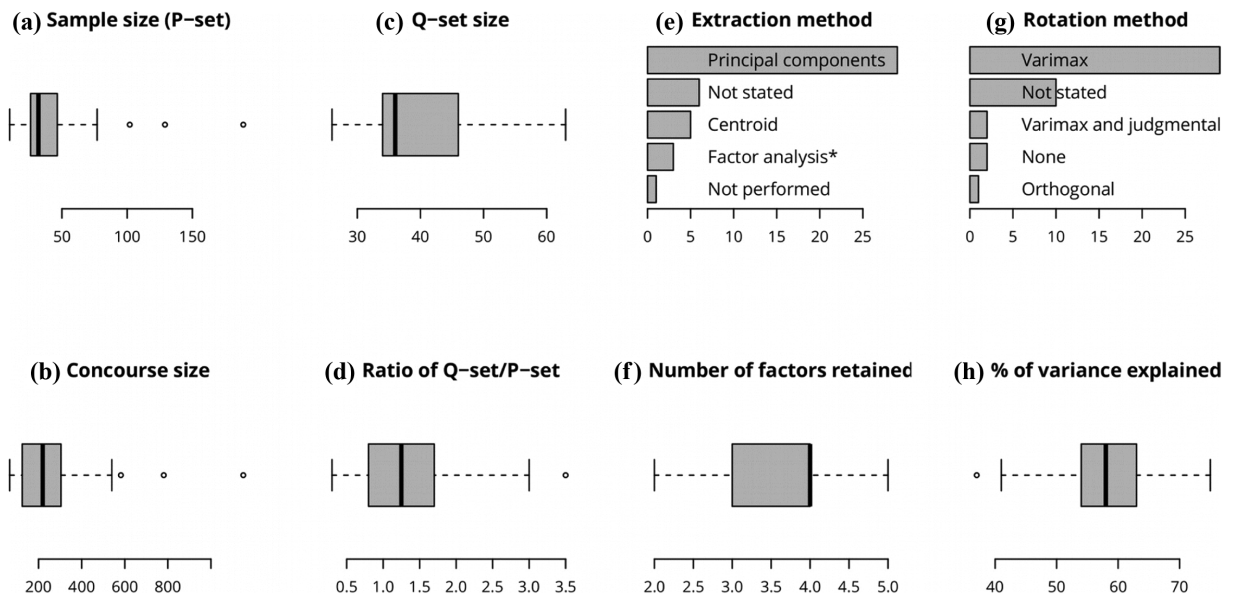 (a) Sample size (P−set)
50 100 150
(c) Q−set size
30 40 50 60
(e) Extraction method
Principal components
Not stated
Centroid
Factor analysis*
Not performed
0 5 10 15 20 25
(g) Rotation method
Varimax
Not stated
Varimax and judgmental
None
Orthogonal
0 5 10 15 20 25
(b) Concourse size
200 400 600 800
(d) Ratio of Q−set/P−set
0.5 1.0 1.5 2.0 2.5 3.0 3.5
(f) Number of factors retained
2.0 2.5 3.0 3.5 4.0 4.5 5.0
(h) % of variance explained
40 50 60 70